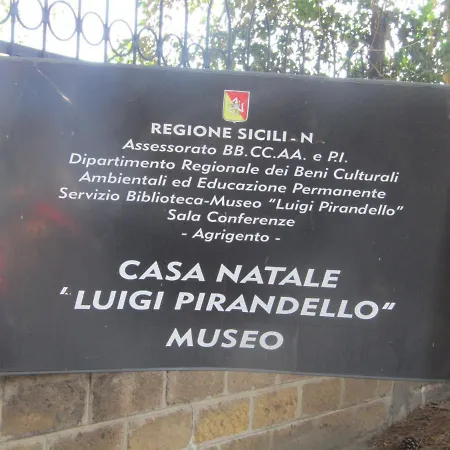 REGIONE SICILI-N
Assessorato BB.CC.AA. e P.I.
Dipartimento Regionale dei Beni Culturali
Ambientali ed Educazione Permanente
Servizio Biblioteca-Museo "Luigi Pirandello"
Sala Conferenze
- Agrigento -
CASA NATALE
"LUIGI PIRANDELLO"
MUSEO